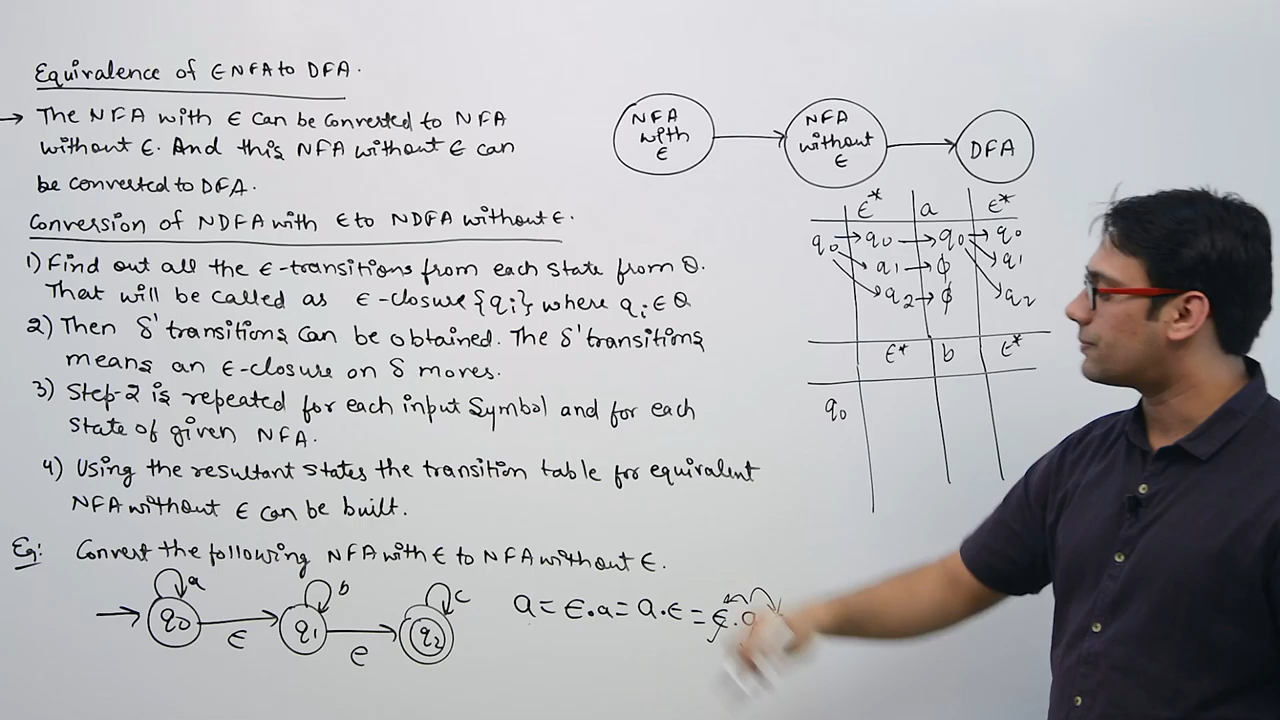 Equivalence of ϵ NFA to DFA.
→ The NFA with ϵ can be converted to NFA
without ϵ. And this NFA without ϵ can
be converted to DFA.
Conversion of NDFA with ϵ to NDFA without ϵ.
1) Find out all the ϵ-transitions from each state from Q.
That will be called as ϵ-closure {qi} where qi ∈ Q
2) Then δ' transitions can be obtained. The δ' transitions
means an ϵ-closure on δ moves.
3) Step-2 is repeated for each input Symbol and for each
State of given NFA.
4) Using the resultant states the transition table for equivalent
NFA without ϵ can be built.
Eg: Convert the following NFA with ϵ to NFA without ϵ.
a b c
q0 q1 q2
ϵ ϵ
a = ϵ.a = a.ϵ = ϵ.a
NFA
with
ϵ
NFA
without
ϵ
DFA
ϵ* a ϵ*
q0 → q0 → q0 → q0
q1 → ϕ q1
q2 → ϕ q2
ϵ* b ϵ*
q0